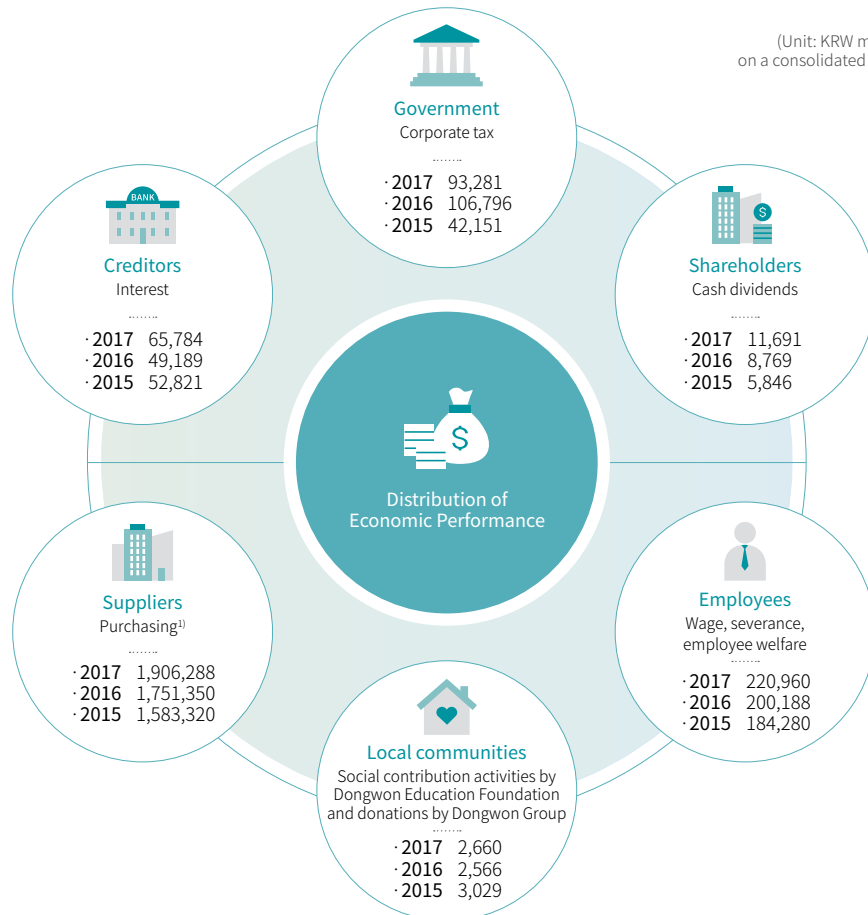 (Unit: KRW m
on a consolidated
Government
Corporate tax
· 2017 93,281
· 2016 106,796
· 2015 42,151
BANK
Creditors
Interest
· 2017 65,784
· 2016 49,189
· 2015 52,821
$
Shareholders
Cash dividends
· 2017 11,691
· 2016 8,769
· 2015 5,846
$
Distribution of
Economic Performance
Suppliers
Purchasing1)
· 2017 1,906,288
· 2016 1,751,350
· 2015 1,583,320
Employees
Wage, severance,
employee welfare
· 2017 220,960
· 2016 200,188
· 2015 184,280
Local communities
Social contribution activities by
Dongwon Education Foundation
and donations by Dongwon Group
· 2017 2,660
· 2016 2,566
· 2015 3,029